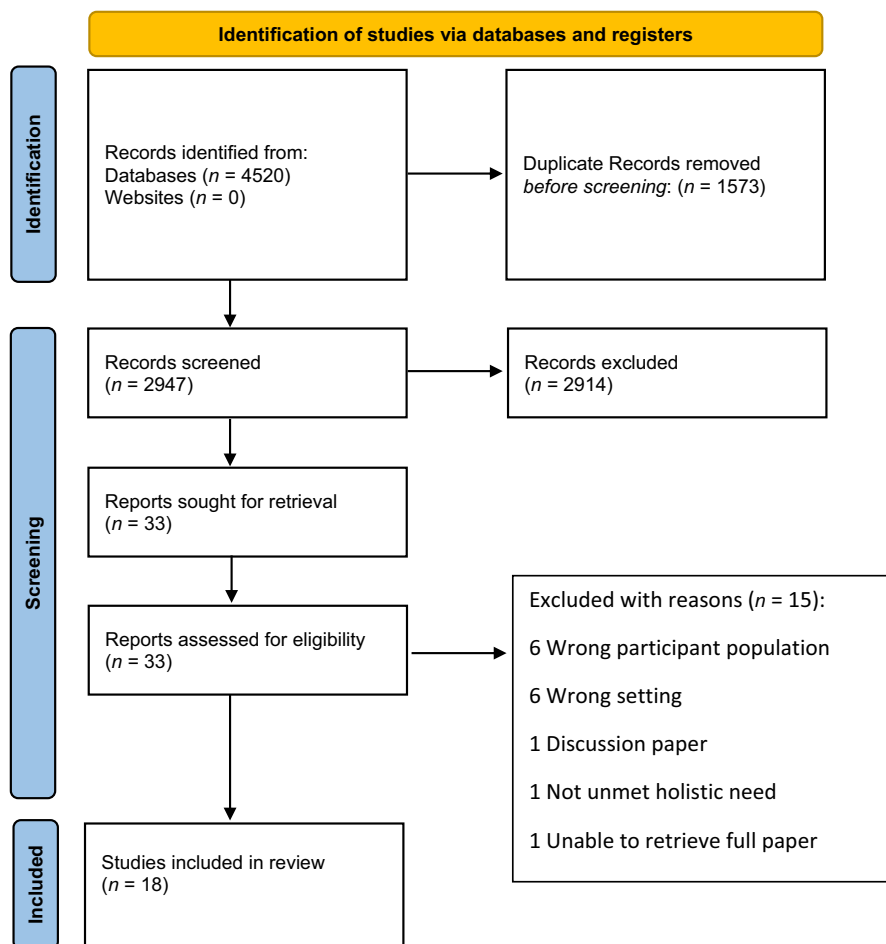 Identification of studies via databases and registers
Identification
Records identified from:
Databases (n = 4520)
Websites (n = 0)
Duplicate Records removed
before screening: (n = 1573)
Screening
Records screened
(n = 2947)
Records excluded
(n = 2914)
Reports sought for retrieval
(n = 33)
Reports assessed for eligibility
(n = 33)
Excluded with reasons (n = 15):
6 Wrong participant population
6 Wrong setting
1 Discussion paper
1 Not unmet holistic need
1 Unable to retrieve full paper
Included
Studies included in review
(n = 18)